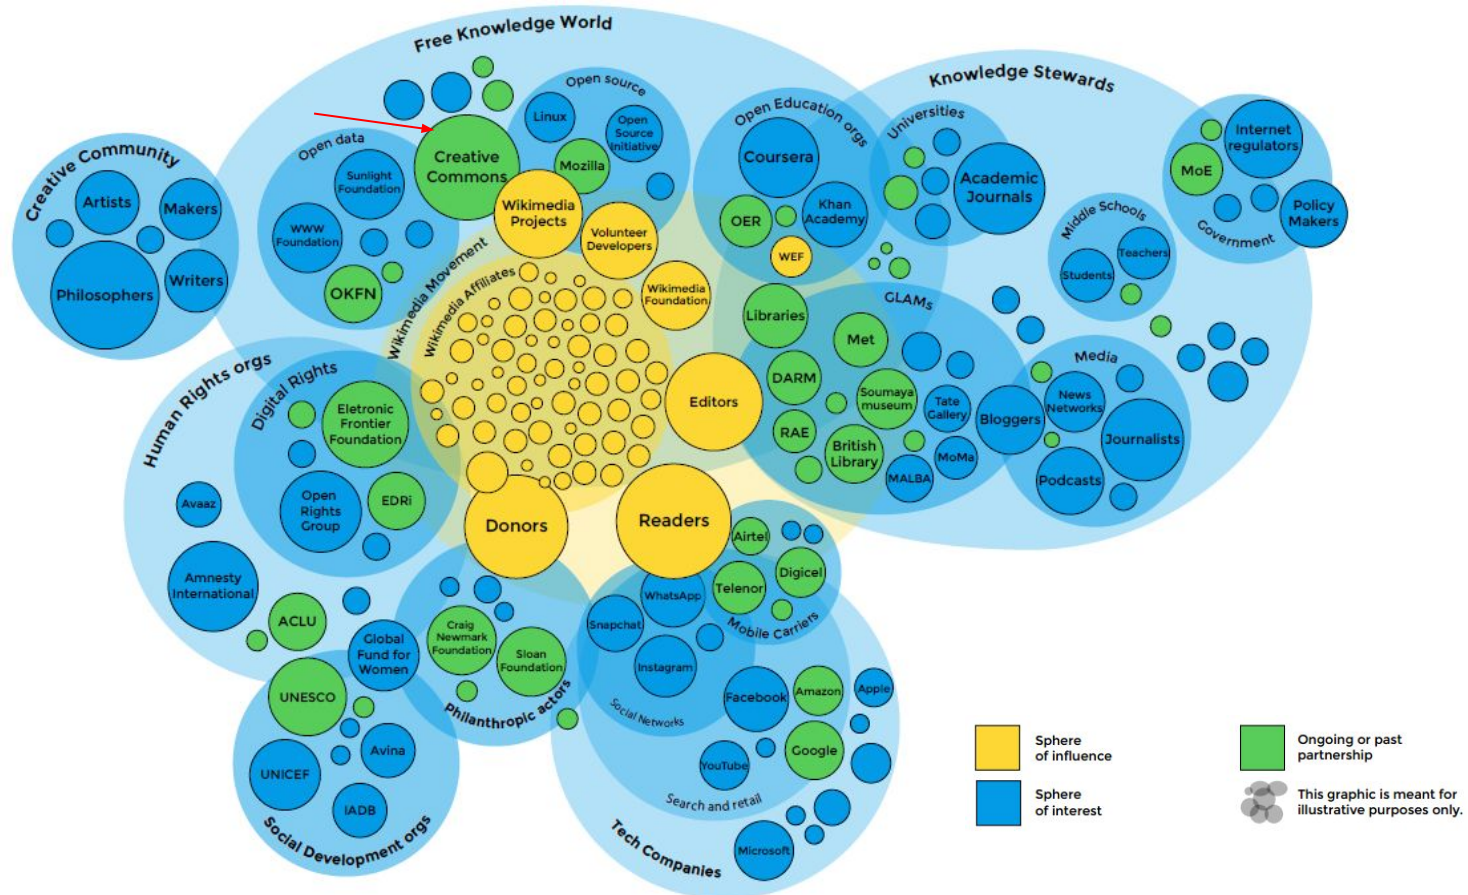 Free Knowledge World
Knowledge Stewards
Creative Community
Artists
Makers
Philosophers
Writers
Open data
Sunlight
Foundation
WWW
Foundation
OKFN
Creative
Commons
Open source
Linux
Open
Source
Initiative
Mozilla
Wikimedia
Projects
Volunteer
Developers
Wikimedia
Foundation
Wikimedia Movement
Wikimedia Affiliates
Editors
Donors
Readers
Open Education orgs
Coursera
Khan
Academy
OER
WEF
Universities
Academic
Journals
Middle Schools
Teachers
Students
Internet
regulators
MoE
Policy
Makers
Government
GLAMs
Libraries
Met
DARM
Soumaya
museum
Tate
Gallery
RAE
British
Library
MALBA
MoMa
Bloggers
Media
News
Networks
Journalists
Podcasts
Human Rights orgs
Digital Rights
Eletronic
Frontier
Foundation
Open
Rights
Group
EDRi
Avaaz
Amnesty
International
ACLU
Global
Fund for
Women
UNESCO
UNICEF
Avina
IADB
Social Development orgs
Craig
Newmark
Foundation
Sloan
Foundation
Philanthropic actors
Airtel
Digicel
Telenor
Mobile Carriers
WhatsApp
Snapchat
Instagram
Social Networks
Facebook
Amazon
Apple
Google
YouTube
Search and retail
Microsoft
Tech Companies
Sphere
of influence
Sphere
of interest
Ongoing or past
partnership
This graphic is meant for
illustrative purposes only.